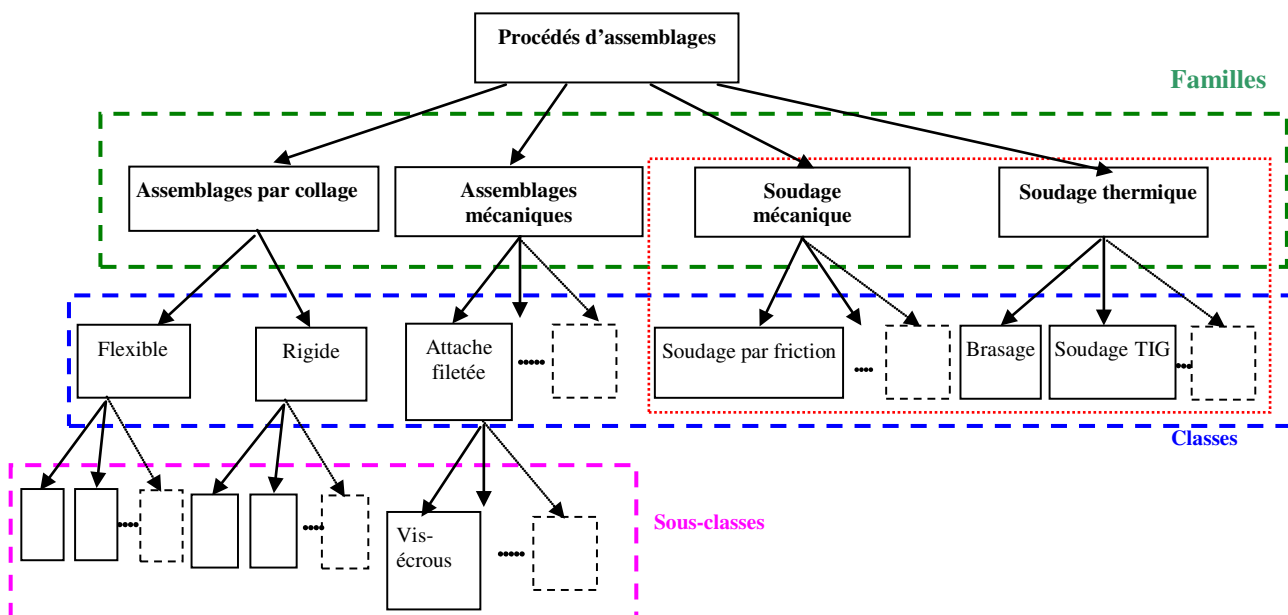 Procédés d'assemblages
Familles
Assemblages par collage
Assemblages
mécaniques
Soudage
mécanique
Soudage thermique
Flexible
Rigide
Attache
filetée
Soudage par friction
Brasage
Soudage TIG
Classes
Vis-
écrous
Sous-classes